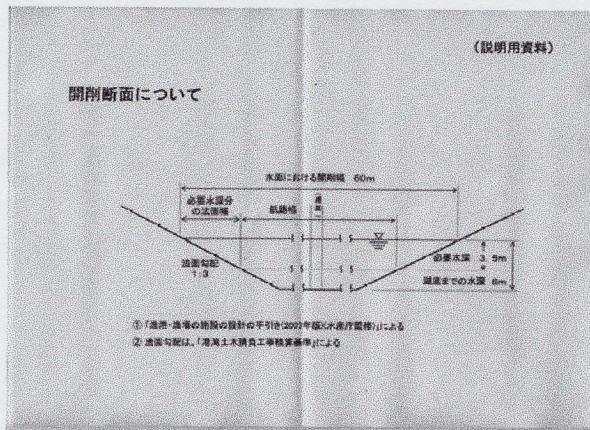 (説明用資料)
開削断面について
水面における開削幅 60m
必要水深分
の法面幅
航路幅
法面勾配
1:3
必要水深 3.5m
湖底までの水深 6m
①「漁港・漁場の施設の設計の手引き(2003年版)(水産庁監修)」による
② 法面勾配は、「港湾土木請負工事積算基準」による